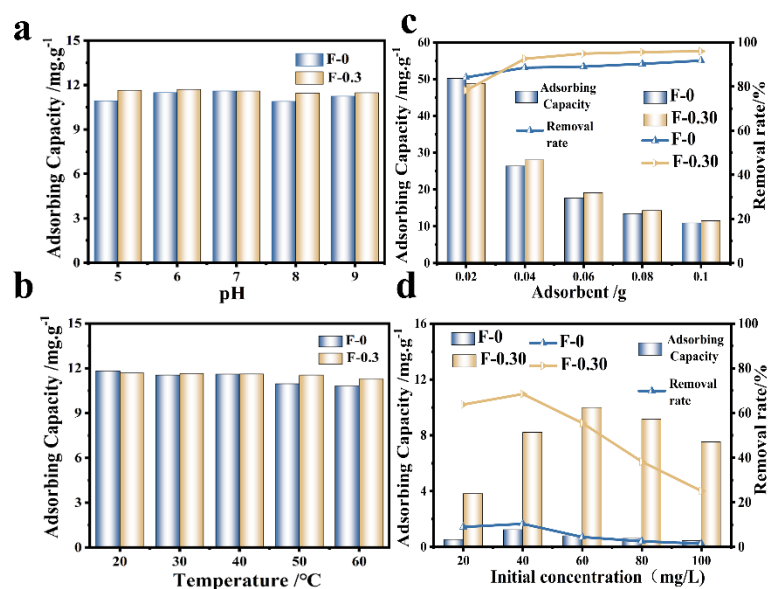 a
15
12
9
6
3
0
Adsorbing Capacity /mg.g⁻¹
F-0
F-0.3
5 6 7 8 9
pH
c
60
50
40
30
20
10
0
Adsorbing Capacity /mg.g⁻¹
Adsorbing
Capacity
Removal
rate
F-0
F-0.30
F-0
F-0.30
100
80
60
40
20
0
Removal rate/%
0.02 0.04 0.06 0.08 0.1
Adsorbent /g
b
15
12
9
6
3
0
Adsorbing Capacity /mg.g⁻¹
F-0
F-0.3
20 30 40 50 60
Temperature /°C
d
16
12
8
4
0
Adsorbing Capacity /mg.g⁻¹
F-0
F-0.30
F-0
F-0.30
Adsorbing
Capacity
Removal
rate
100
80
60
40
20
0
Removal rate/%
20 40 60 80 100
Initial concentration（mg/L）